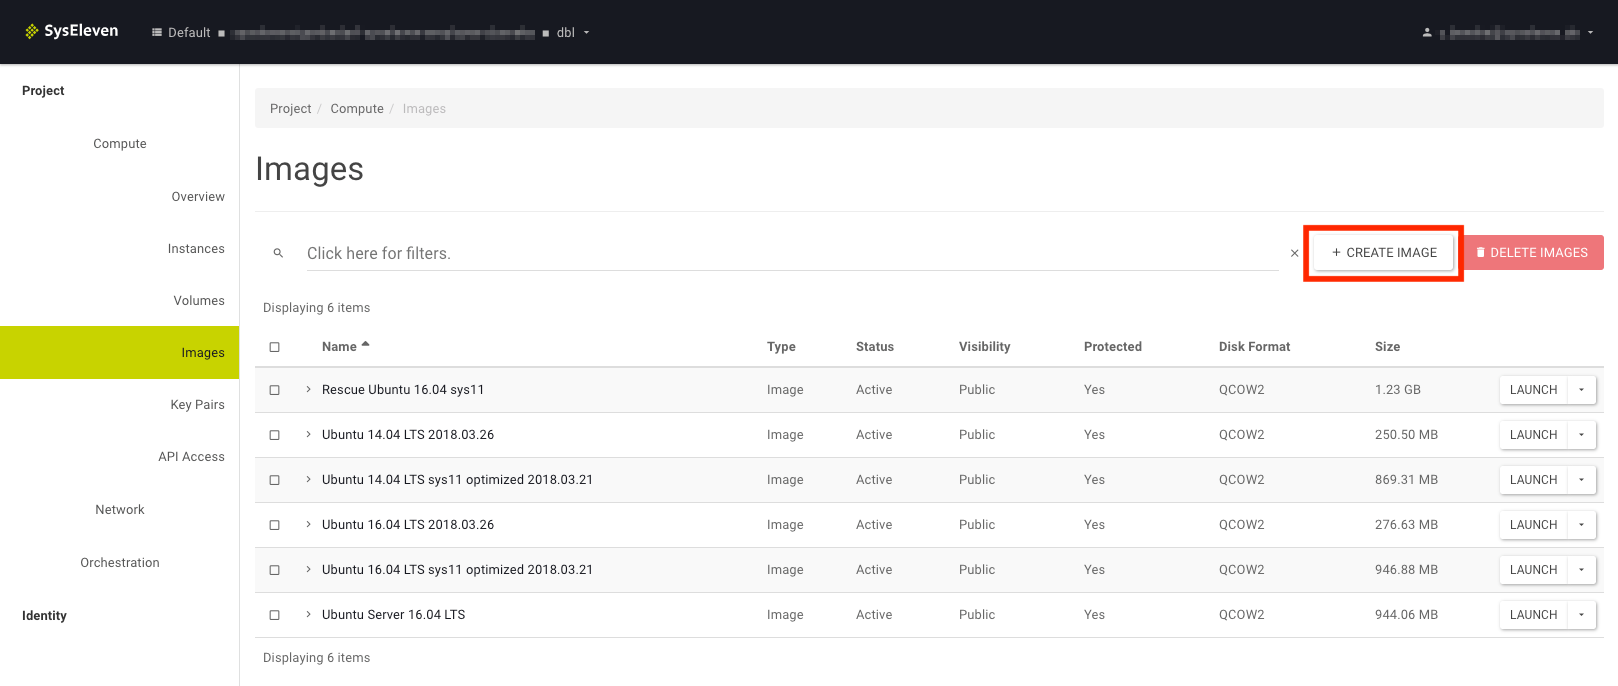 SysEleven
Default dbl
Project
Compute
Overview
Instances
Volumes
Images
Key Pairs
API Access
Network
Orchestration
Identity
Project / Compute / Images
Images
Click here for filters.
+ CREATE IMAGE
DELETE IMAGES
Displaying 6 items
Name Type Status Visibility Protected Disk Format Size
Rescue Ubuntu 16.04 sys11 Image Active Public Yes QCOW2 1.23 GB LAUNCH
Ubuntu 14.04 LTS 2018.03.26 Image Active Public Yes QCOW2 250.50 MB LAUNCH
Ubuntu 14.04 LTS sys11 optimized 2018.03.21 Image Active Public Yes QCOW2 869.31 MB LAUNCH
Ubuntu 16.04 LTS 2018.03.26 Image Active Public Yes QCOW2 276.63 MB LAUNCH
Ubuntu 16.04 LTS sys11 optimized 2018.03.21 Image Active Public Yes QCOW2 946.88 MB LAUNCH
Ubuntu Server 16.04 LTS Image Active Public Yes QCOW2 944.06 MB LAUNCH
Displaying 6 items